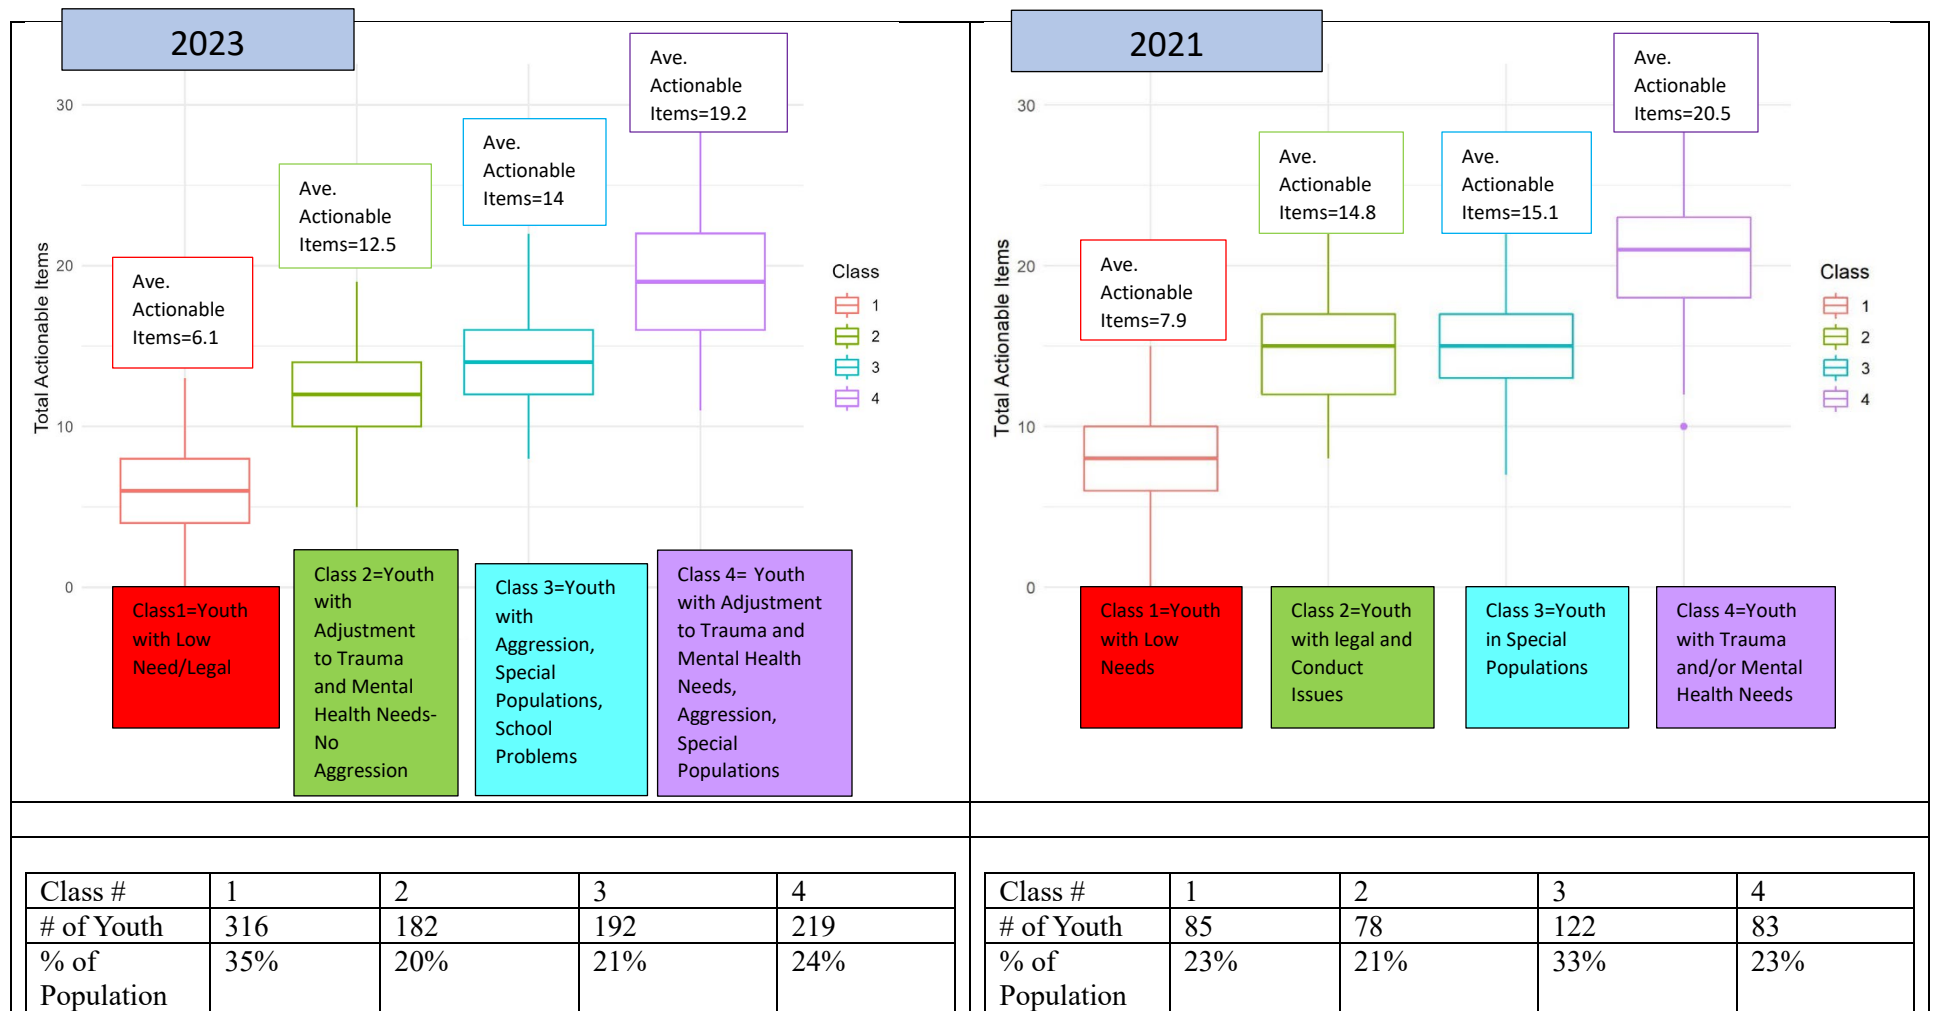 2023
Ave.
Actionable
Items=19.2
Ave.
Actionable
Items=14
Ave.
Actionable
Items=12.5
Ave.
Actionable
Items=6.1
Total Actionable Items
30
20
10
0
Class
1
2
3
4
Class1=Youth
with Low
Need/Legal
Class 2=Youth
with
Adjustment
to Trauma
and Mental
Health Needs-
No
Aggression
Class 3=Youth
with
Aggression,
Special
Populations,
School
Problems
Class 4= Youth
with Adjustment
to Trauma and
Mental Health
Needs,
Aggression,
Special
Populations
2021
Ave.
Actionable
Items=20.5
Ave.
Actionable
Items=14.8
Ave.
Actionable
Items=15.1
Ave.
Actionable
Items=7.9
Total Actionable Items
30
20
10
0
Class
1
2
3
4
Class 1=Youth
with Low
Needs
Class 2=Youth
with legal and
Conduct
Issues
Class 3=Youth
in Special
Populations
Class 4=Youth
with Trauma
and/or Mental
Health Needs
Class # 1 2 3 4
# of Youth 316 182 192 219
% of 35% 20% 21% 24%
Population
Class # 1 2 3 4
# of Youth 85 78 122 83
% of 23% 21% 33% 23%
Population